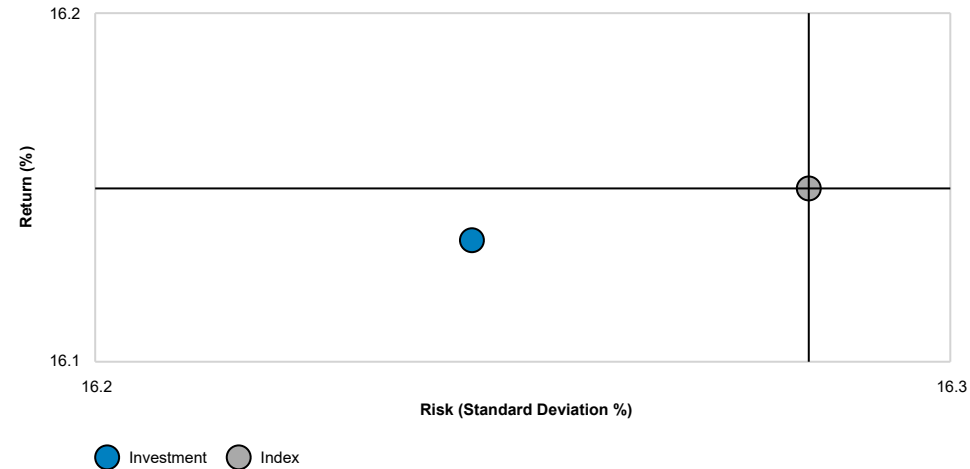 16.2
Return (%)
16.1
16.2
16.3
Risk (Standard Deviation %)
Investment
Index